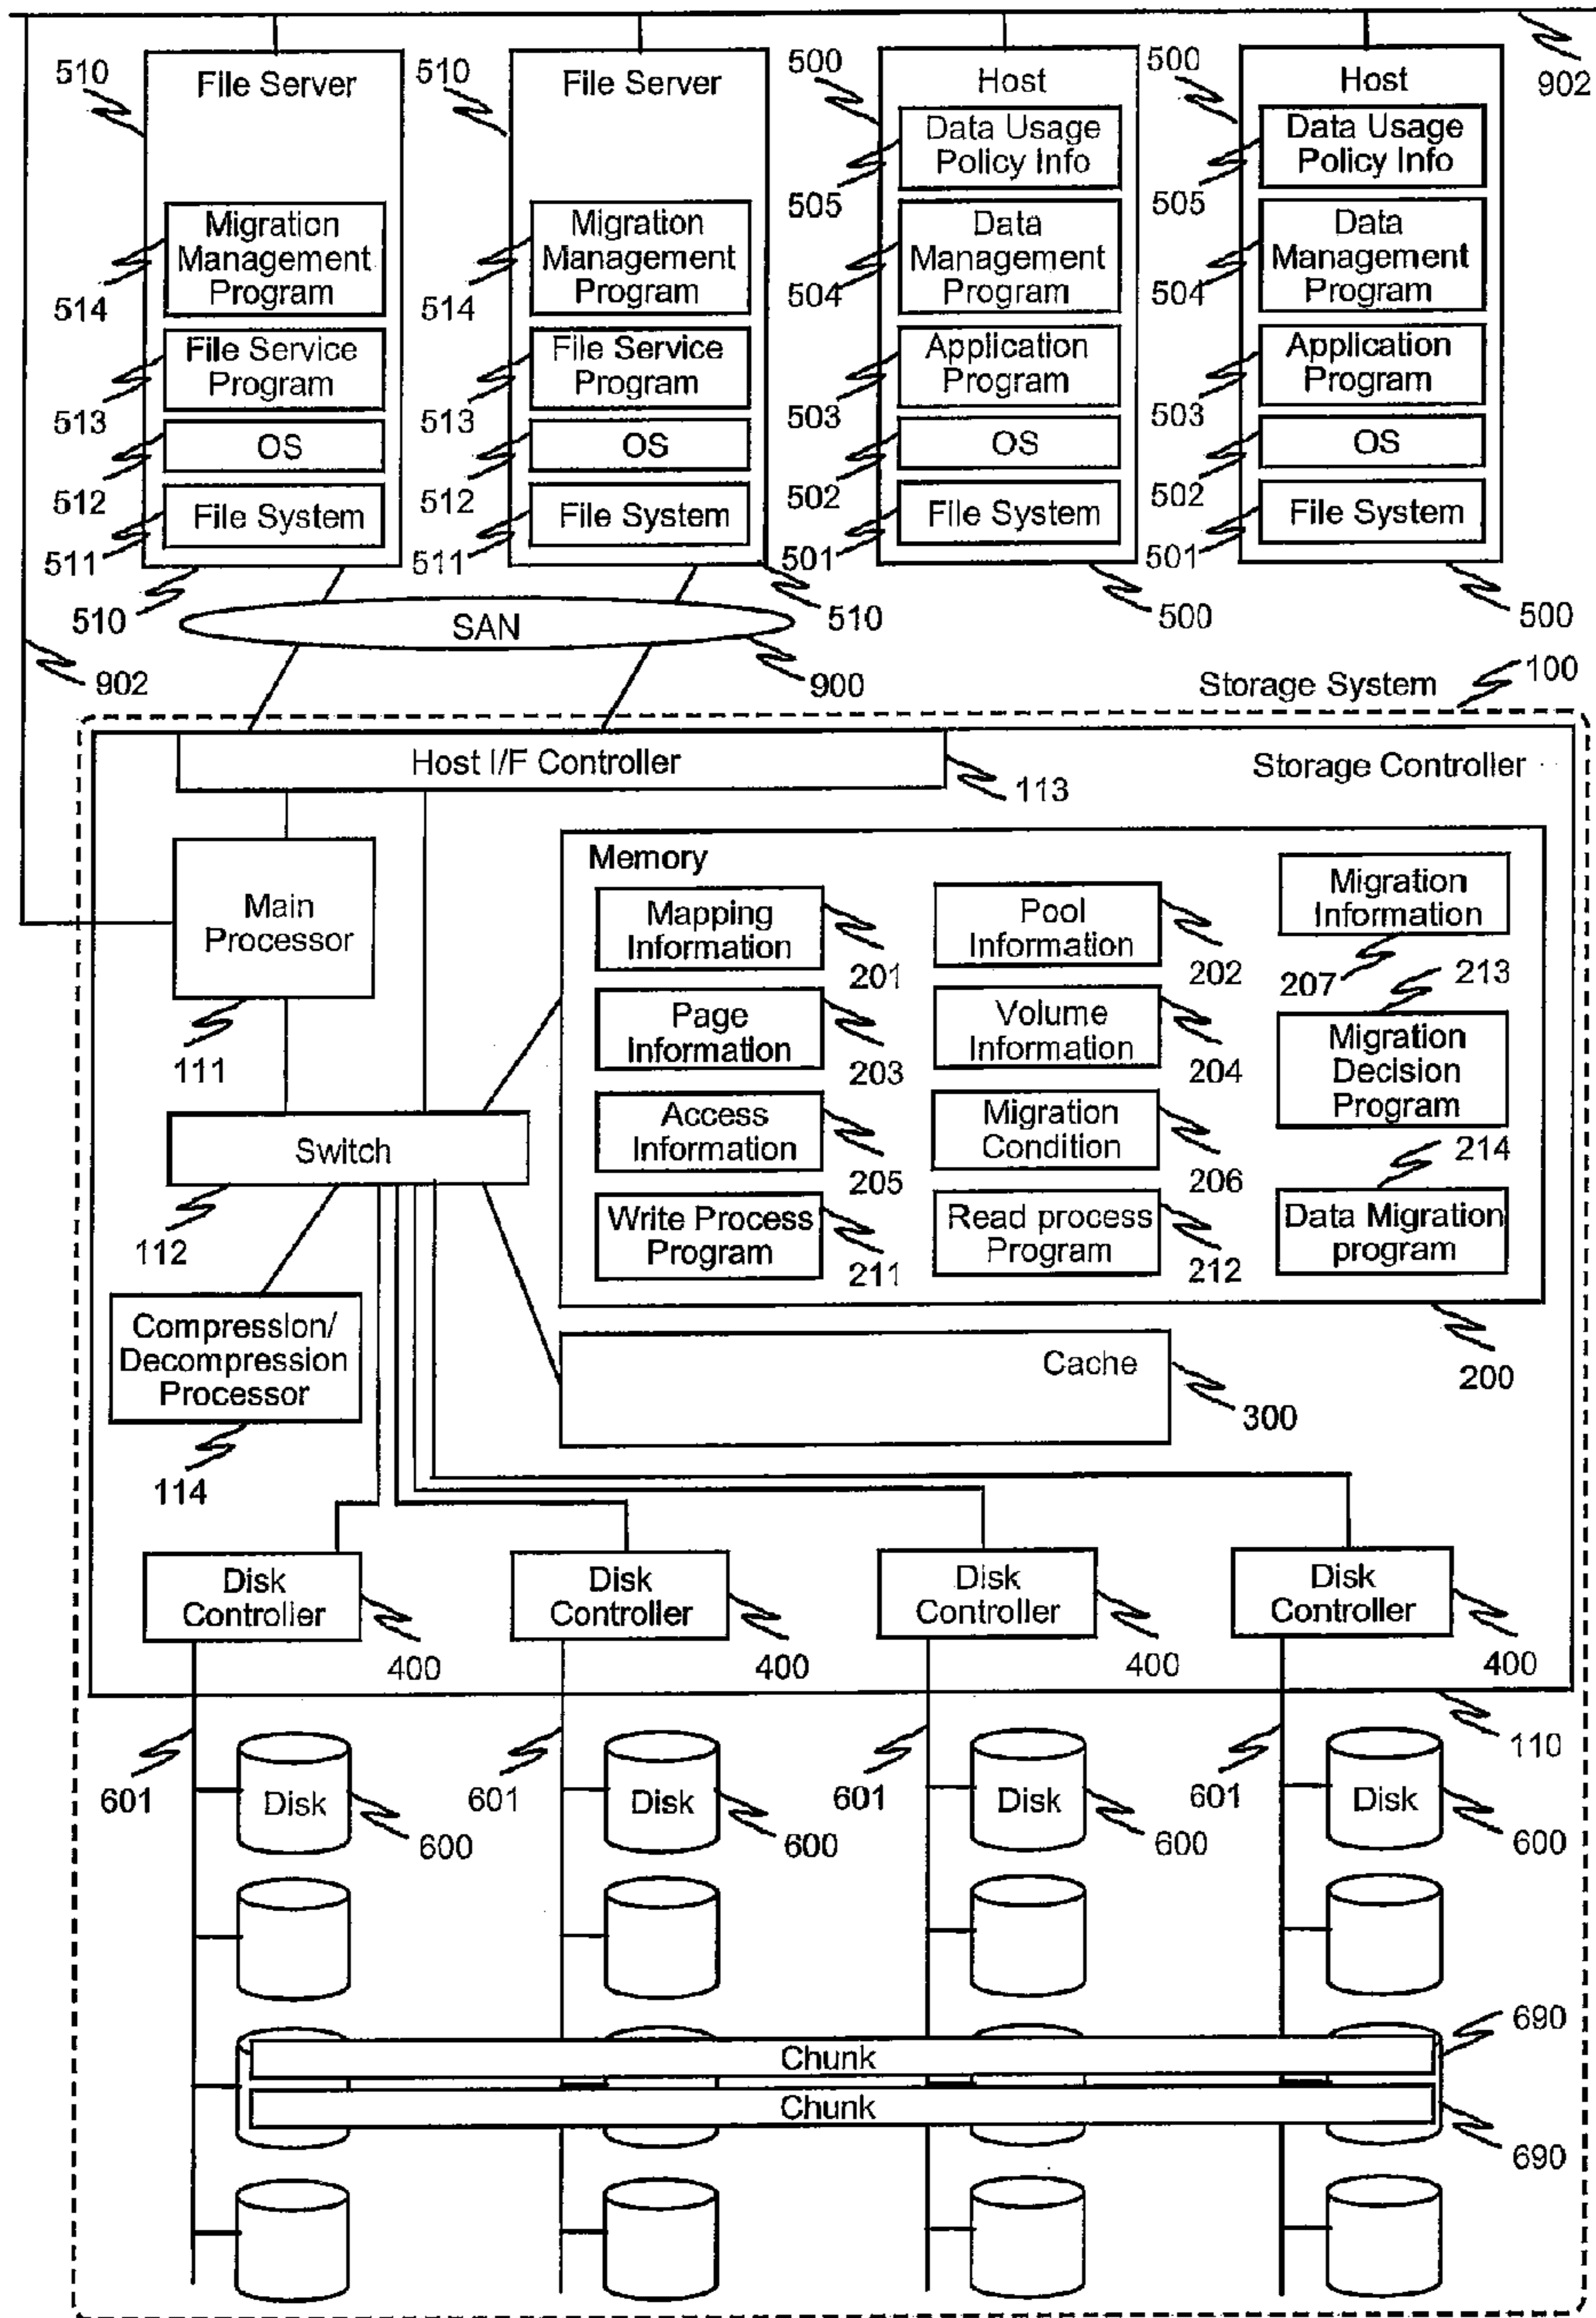 902
510
File Server
Migration
Management
Program
514
File Service
Program
513
OS
512
File System
511
510
510
File Server
Migration
Management
Program
514
File Service
Program
513
OS
512
File System
511
510
500
Host
Data Usage
Policy Info
505
Data
Management
Program
504
Application
Program
503
OS
502
File System
501
500
500
Host
Data Usage
Policy Info
505
Data
Management
Program
504
Application
Program
503
OS
502
File System
501
500
SAN
900
902
Storage System
100
Host I/F Controller
113
Storage Controller
Main
Processor
111
Memory
Mapping
Information
201
Pool
Information
202
Migration
Information
207
Page
Information
203
Volume
Information
204
213
Migration
Decision
Program
Access
Information
205
Migration
Condition
206
214
Write Process
Program
211
Read process
Program
212
Data Migration
program
200
Switch
112
Compression/
Decompression
Processor
114
Cache
300
Disk
Controller
400
Disk
Controller
400
Disk
Controller
400
Disk
Controller
400
110
601
Disk
600
601
Disk
600
601
Disk
600
601
Disk
600
Chunk
690
Chunk
690